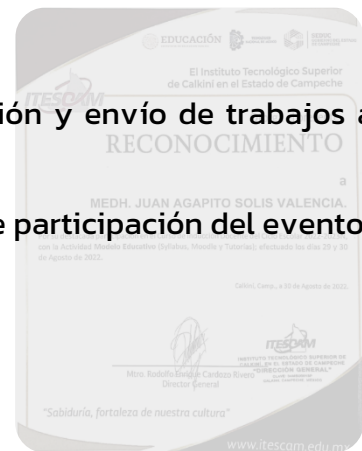 EDUCACIÓN
El Instituto Tecnológico Superior
de Calkiní en el Estado de Campeche
ITESCAM
ión y envío de trabajos a
RECONOCIMIENTO
a
MEDH. JUAN AGAPITO SOLIS VALENCIA.
e participación del evento
con la Actividad Modelo Educativo (Syllabus, Moodle y Tutorías); efectuado los días 29 y 30
de Agosto de 2022.
Calkiní, Camp., a 30 de Agosto de 2022.
ITESCAM
INSTITUTO TECNOLÓGICO SUPERIOR DE
CALKINÍ, EN EL ESTADO DE CAMPECHE
"DIRECCIÓN GENERAL"
Mtro. Rodolfo Enrique Cardoza Rivero
Director General
"Sabiduría, fortaleza de nuestra cultura"
www.itescam.edu.mx